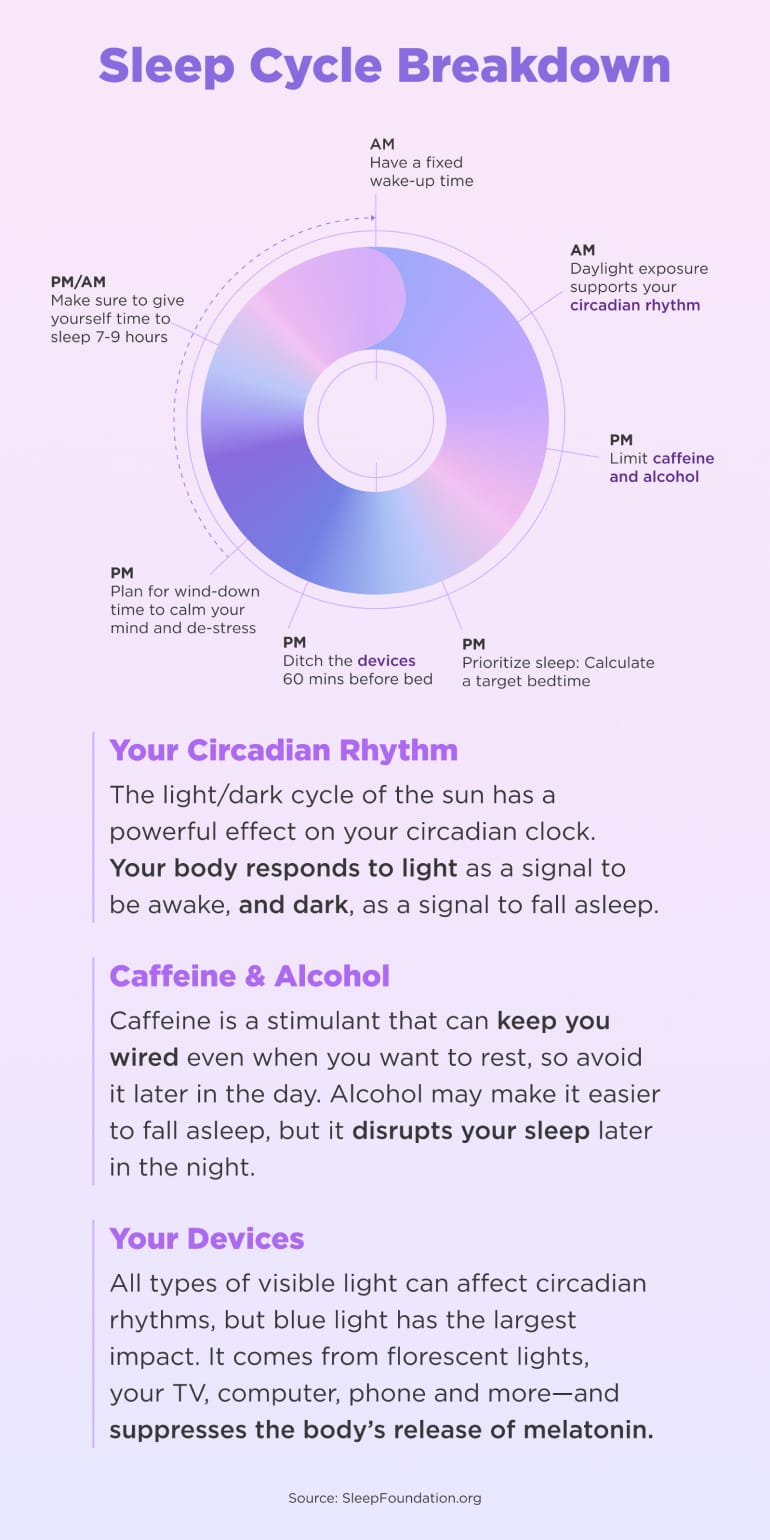 Sleep Cycle Breakdown
AM
Have a fixed
wake-up time
AM
Daylight exposure
supports your
circadian rhythm
PM
Limit caffeine
and alcohol
PM
Prioritize sleep: Calculate
a target bedtime
PM
Ditch the devices
60 mins before bed
PM
Plan for wind-down
time to calm your
mind and de-stress
PM/AM
Make sure to give
yourself time to
sleep 7-9 hours
Your Circadian Rhythm
The light/dark cycle of the sun has a
powerful effect on your circadian clock.
Your body responds to light as a signal to
be awake, and dark, as a signal to fall asleep.
Caffeine & Alcohol
Caffeine is a stimulant that can keep you
wired even when you want to rest, so avoid
it later in the day. Alcohol may make it easier
to fall asleep, but it disrupts your sleep later
in the night.
Your Devices
All types of visible light can affect circadian
rhythms, but blue light has the largest
impact. It comes from florescent lights,
your TV, computer, phone and more—and
suppresses the body’s release of melatonin.
Source: SleepFoundation.org